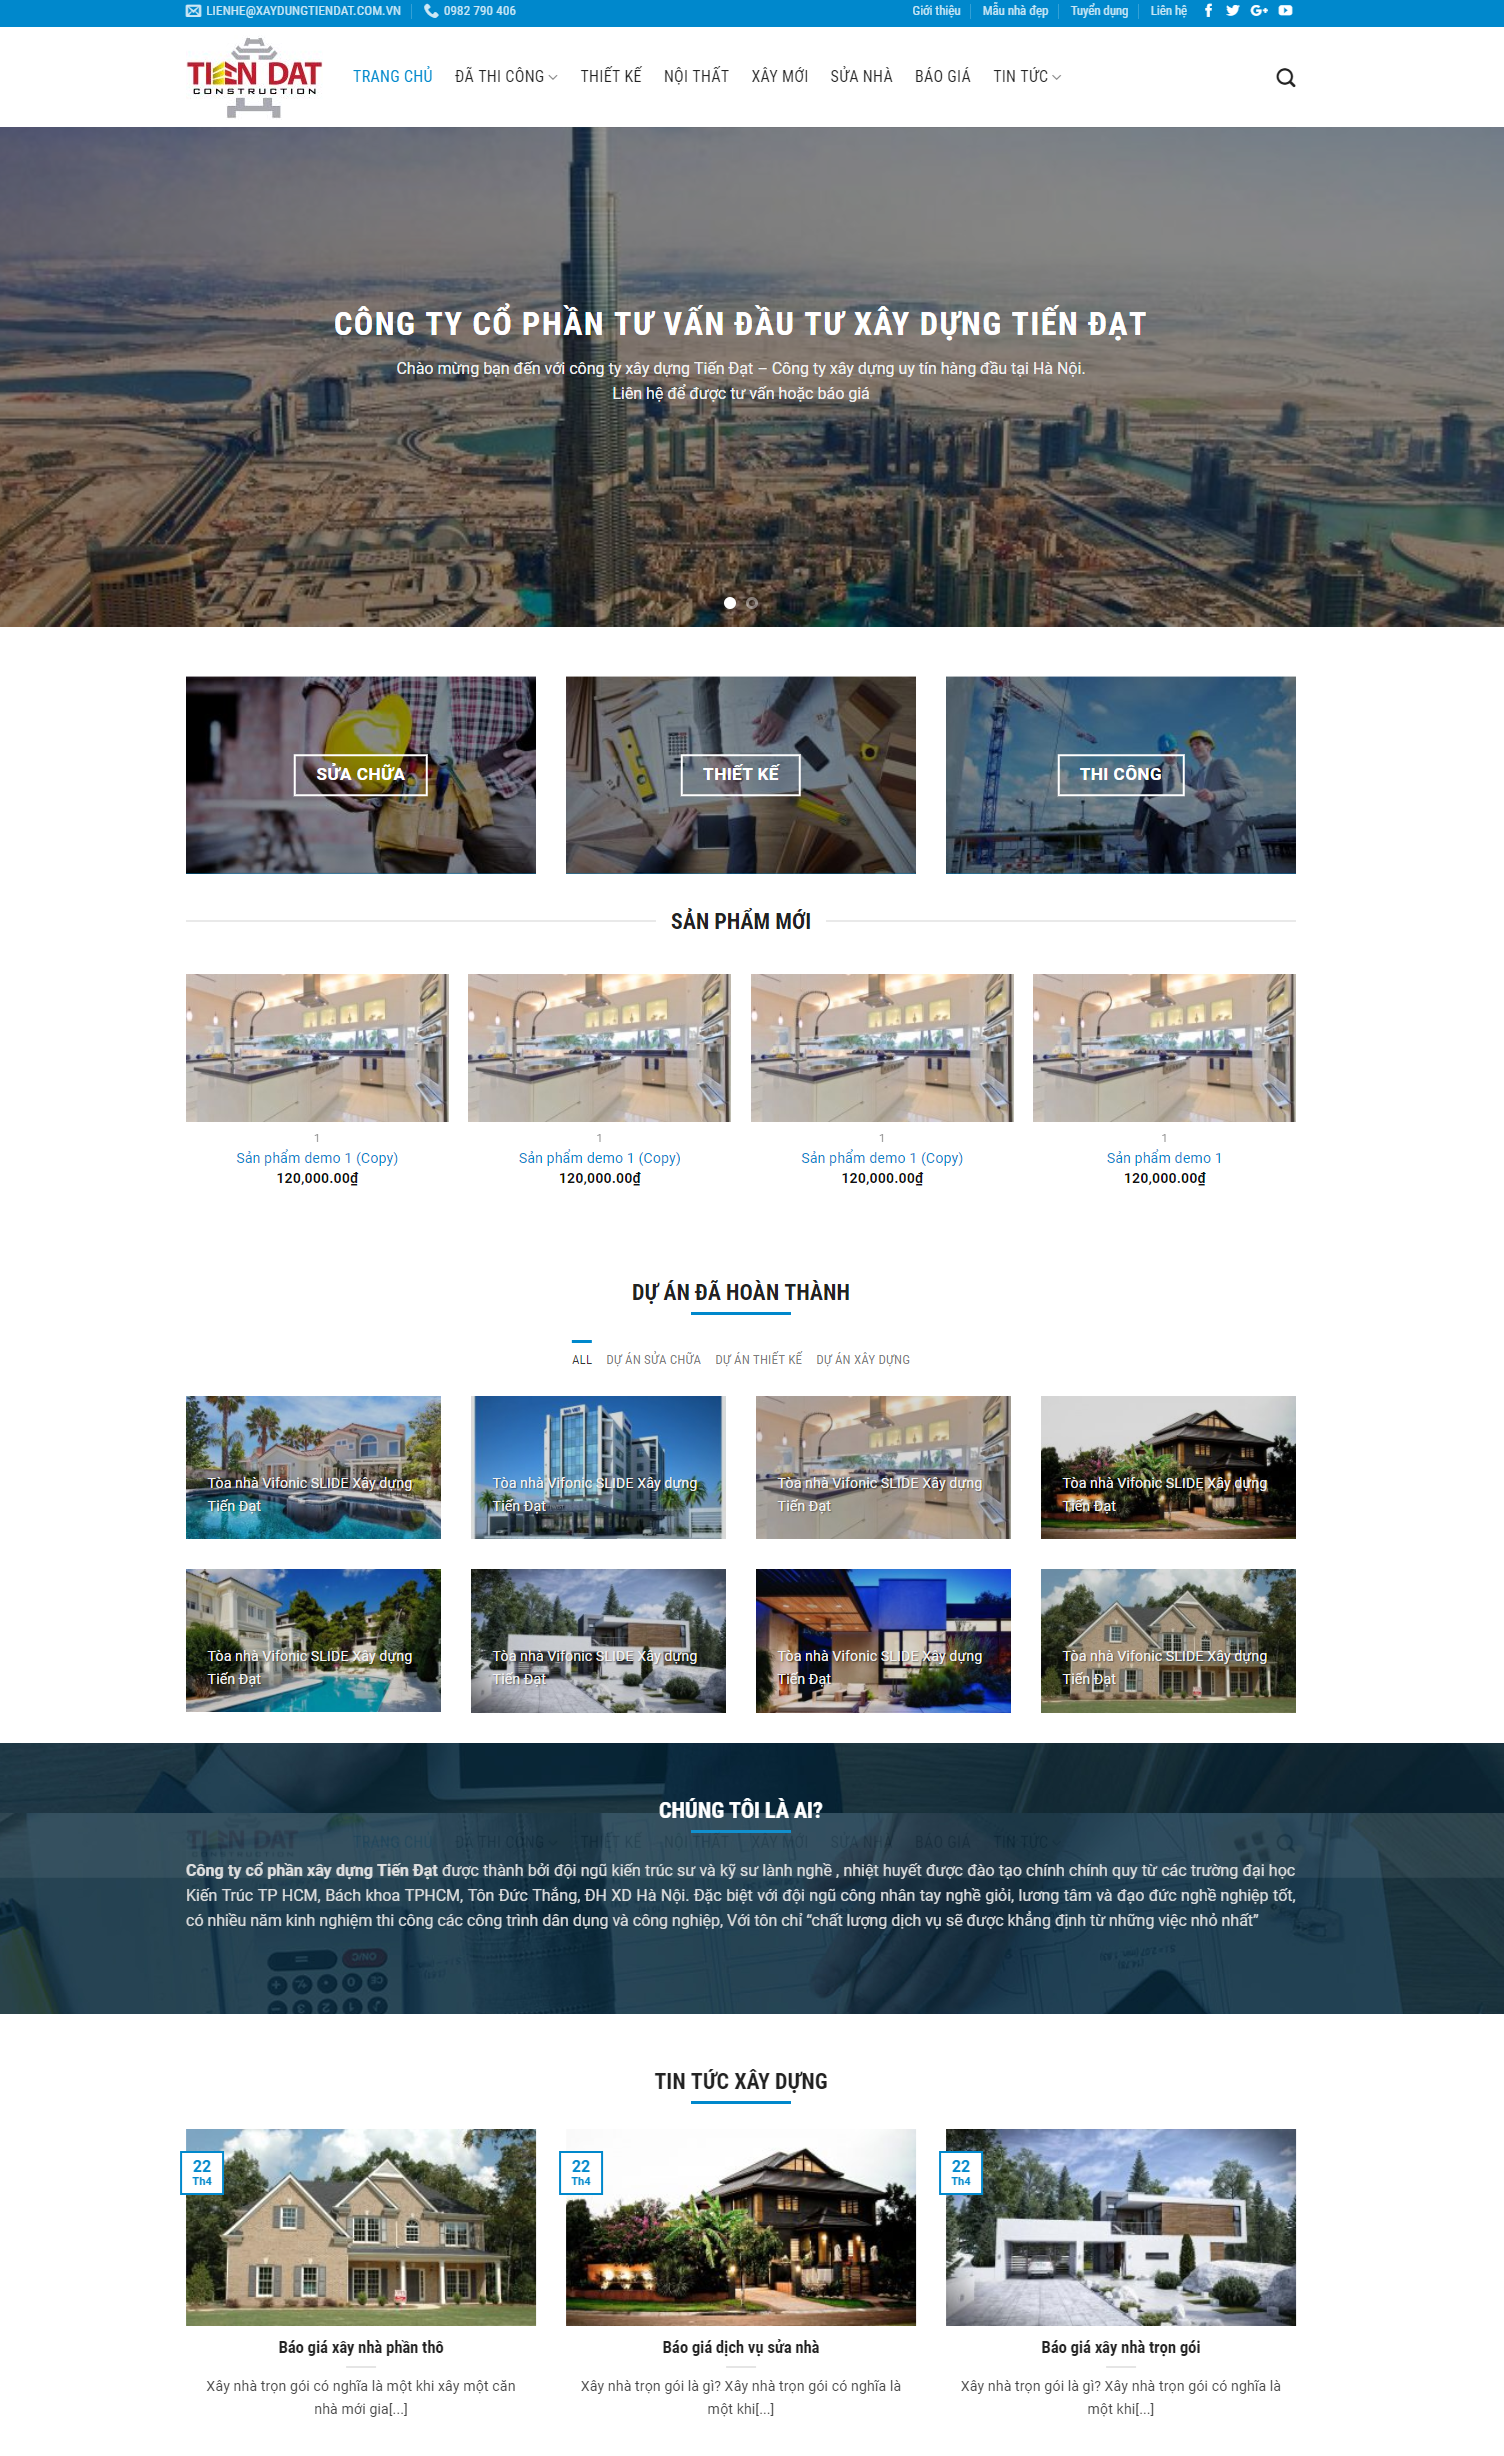 LIENHE@XAYDUNGTIENDAT.COM.VN
0982 790 406
Giới thiệu
Mẫu nhà đẹp
Tuyển dụng
Liên hệ
TIEN DAT
CONSTRUCTION
TRANG CHỦ
ĐÃ THI CÔNG
THIẾT KẾ
NỘI THẤT
XÂY MỚI
SỬA NHÀ
BÁO GIÁ
TIN TỨC
CÔNG TY CỔ PHẦN TƯ VẤN ĐẦU TƯ XÂY DỰNG TIẾN ĐẠT
Chào mừng bạn đến với công ty xây dựng Tiến Đạt – Công ty xây dựng uy tín hàng đầu tại Hà Nội.
Liên hệ để được tư vấn hoặc báo giá
SỬA CHỮA
THIẾT KẾ
THI CÔNG
SẢN PHẨM MỚI
1
Sản phẩm demo 1 (Copy)
120,000.00₫
1
Sản phẩm demo 1 (Copy)
120,000.00₫
1
Sản phẩm demo 1 (Copy)
120,000.00₫
1
Sản phẩm demo 1
120,000.00₫
DỰ ÁN ĐÃ HOÀN THÀNH
ALL
DỰ ÁN SỬA CHỮA
DỰ ÁN THIẾT KẾ
DỰ ÁN XÂY DỰNG
Tòa nhà Vifonic SLIDE Xây dựng
Tiến Đạt
Tòa nhà Vifonic SLIDE Xây dựng
Tiến Đạt
Tòa nhà Vifonic SLIDE Xây dựng
Tiến Đạt
Tòa nhà Vifonic SLIDE Xây dựng
Tiến Đạt
Tòa nhà Vifonic SLIDE Xây dựng
Tiến Đạt
Tòa nhà Vifonic SLIDE Xây dựng
Tiến Đạt
Tòa nhà Vifonic SLIDE Xây dựng
Tiến Đạt
Tòa nhà Vifonic SLIDE Xây dựng
Tiến Đạt
CHÚNG TÔI LÀ AI?
TIEN DAT
TRANG CHỦ
ĐÃ THI CÔNG
THIẾT KẾ
NỘI THẤT
XÂY MỚI
SỬA NHÀ
BÁO GIÁ
TIN TỨC
Công ty cổ phần xây dựng Tiến Đạt được thành bởi đội ngũ kiến trúc sư và kỹ sư lành nghề , nhiệt huyết được đào tạo chính chính quy từ các trường đại học
Kiến Trúc TP HCM, Bách khoa TPHCM, Tôn Đức Thắng, ĐH XD Hà Nội. Đặc biệt với đội ngũ công nhân tay nghề giỏi, lương tâm và đạo đức nghề nghiệp tốt,
có nhiều năm kinh nghiệm thi công các công trình dân dụng và công nghiệp, Với tôn chỉ “chất lượng dịch vụ sẽ được khẳng định từ những việc nhỏ nhất”
TIN TỨC XÂY DỰNG
22
Th4
22
Th4
22
Th4
Báo giá xây nhà phần thô
Xây nhà trọn gói có nghĩa là một khi xây một căn
nhà mới gia[...]
Báo giá dịch vụ sửa nhà
Xây nhà trọn gói là gì? Xây nhà trọn gói có nghĩa là
một khi[...]
Báo giá xây nhà trọn gói
Xây nhà trọn gói là gì? Xây nhà trọn gói có nghĩa là
một khi[...]